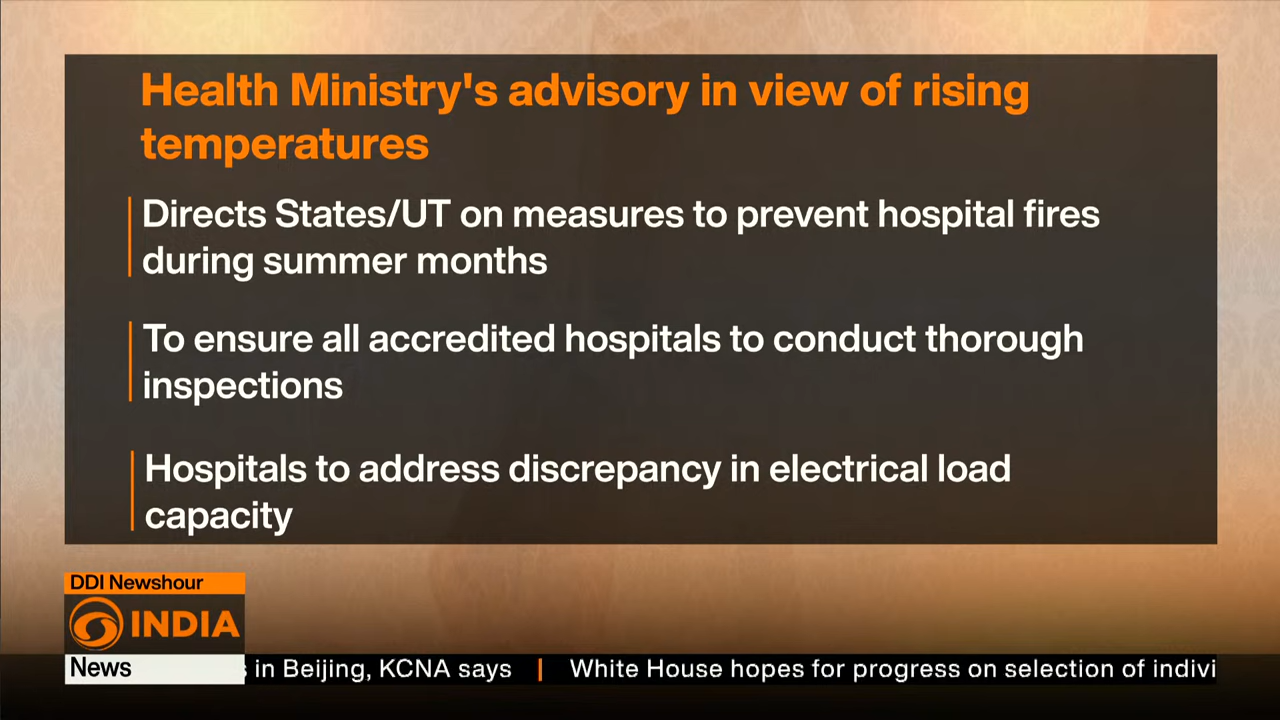 Health Ministry's advisory in view of rising
temperatures
Directs States/UT on measures to prevent hospital fires
during summer months
To ensure all accredited hospitals to conduct thorough
inspections
Hospitals to address discrepancy in electrical load
capacity
DDI Newshour
INDIA
News
in Beijing, KCNA says | White House hopes for progress on selection of